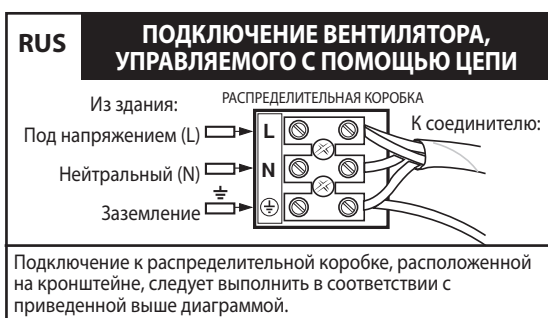 RUS
ПОДКЛЮЧЕНИЕ ВЕНТИЛЯТОРА,
УПРАВЛЯЕМОГО С ПОМОЩЬЮ ЦЕПИ
Из здания:
РАСПРЕДЕЛИТЕЛЬНАЯ КОРОБКА
К соединителю:
Под напряжением (L)
L
Нейтральный (N)
N
Заземление
Подключение к распределительной коробке, расположенной
на кронштейне, следует выполнить в соответствии с
приведенной выше диаграммой.